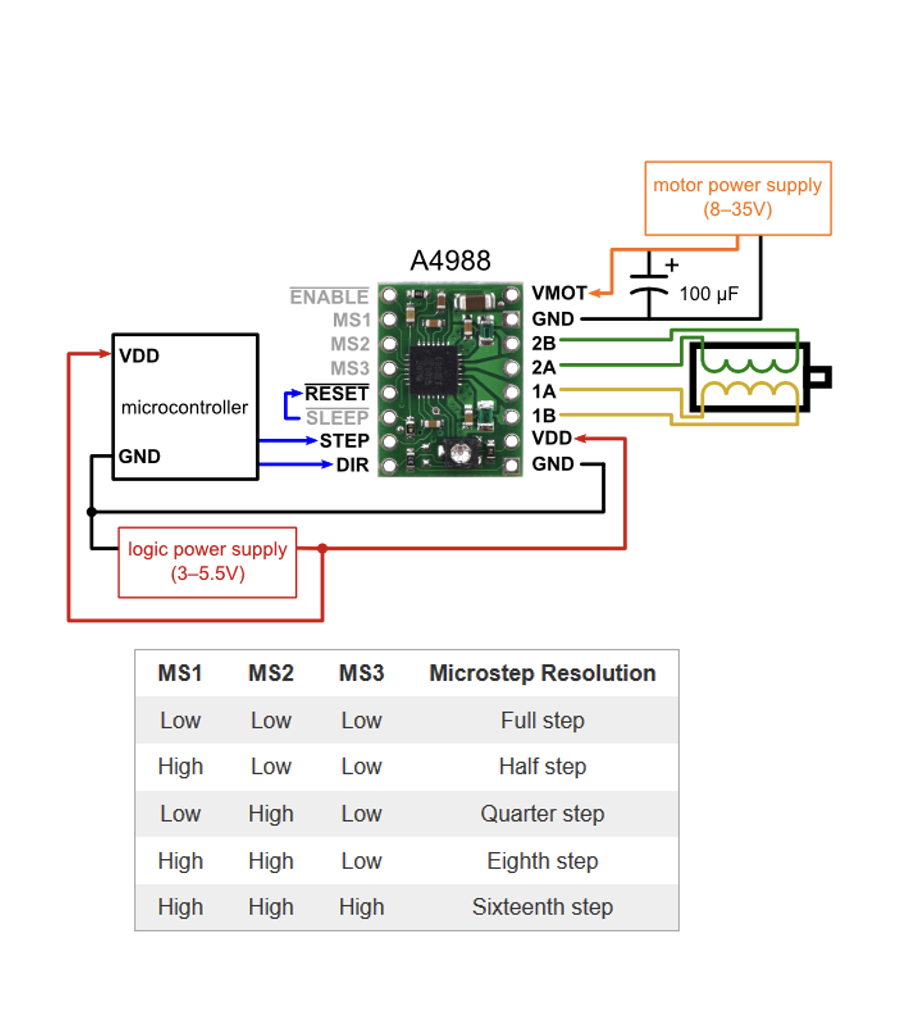 motor power supply
(8–35V)
A4988
+
100 µF
ENABLE
MS1
MS2
MS3
RESET
SLEEP
STEP
DIR
VMOT
GND
2B
2A
1A
1B
VDD
GND
VDD
microcontroller
GND
logic power supply
(3–5.5V)
MS1 MS2 MS3 Microstep Resolution
Low Low Low Full step
High Low Low Half step
Low High Low Quarter step
High High Low Eighth step
High High High Sixteenth step